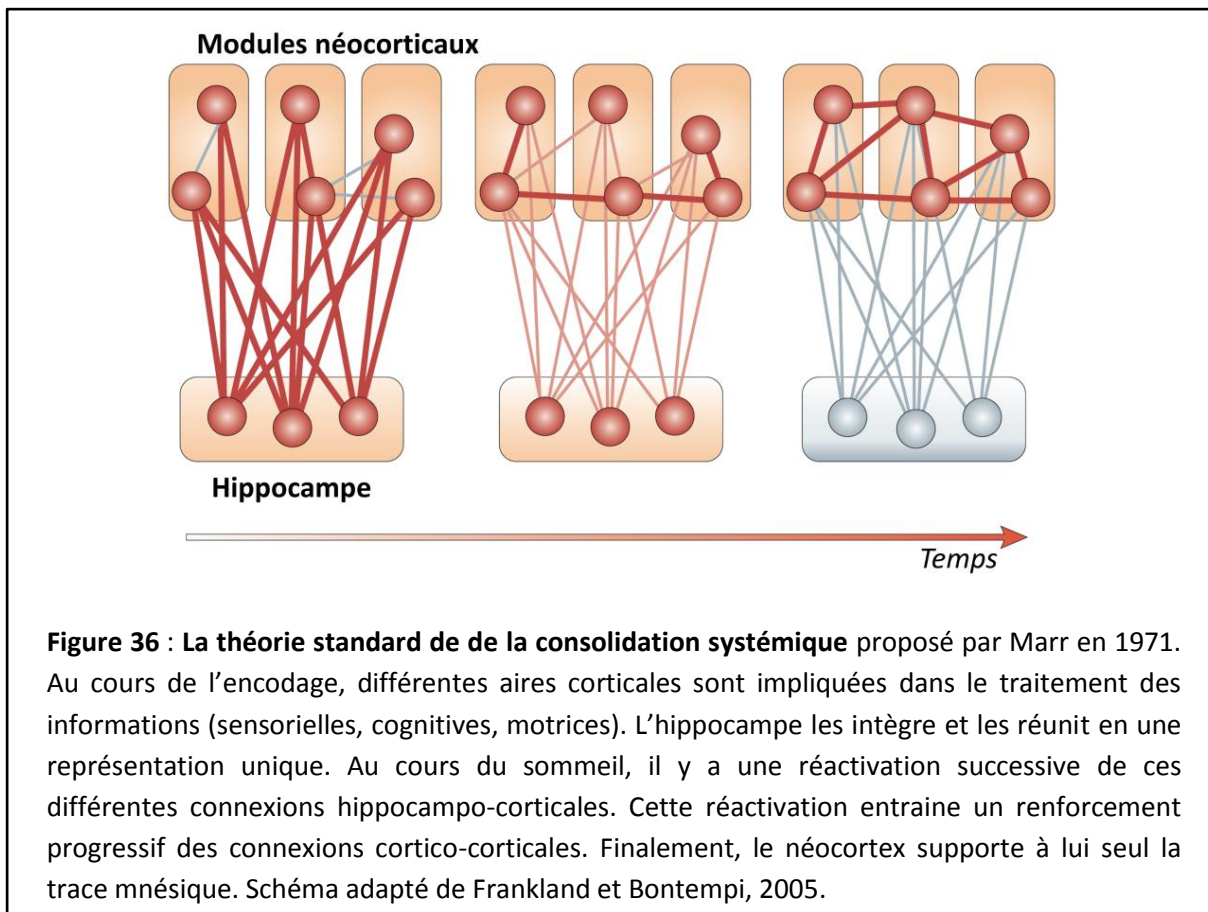 Modules néocorticaux
Hippocampe
Temps
Figure 36 : La théorie standard de de la consolidation systémique proposé par Marr en 1971.
Au cours de l’encodage, différentes aires corticales sont impliquées dans le traitement des
informations (sensorielles, cognitives, motrices). L’hippocampe les intègre et les réunit en une
représentation unique. Au cours du sommeil, il y a une réactivation successive de ces
différentes connexions hippocampo-corticales. Cette réactivation entraine un renforcement
progressif des connexions cortico-corticales. Finalement, le néocortex supporte à lui seul la
trace mnésique. Schéma adapté de Frankland et Bontempi, 2005.